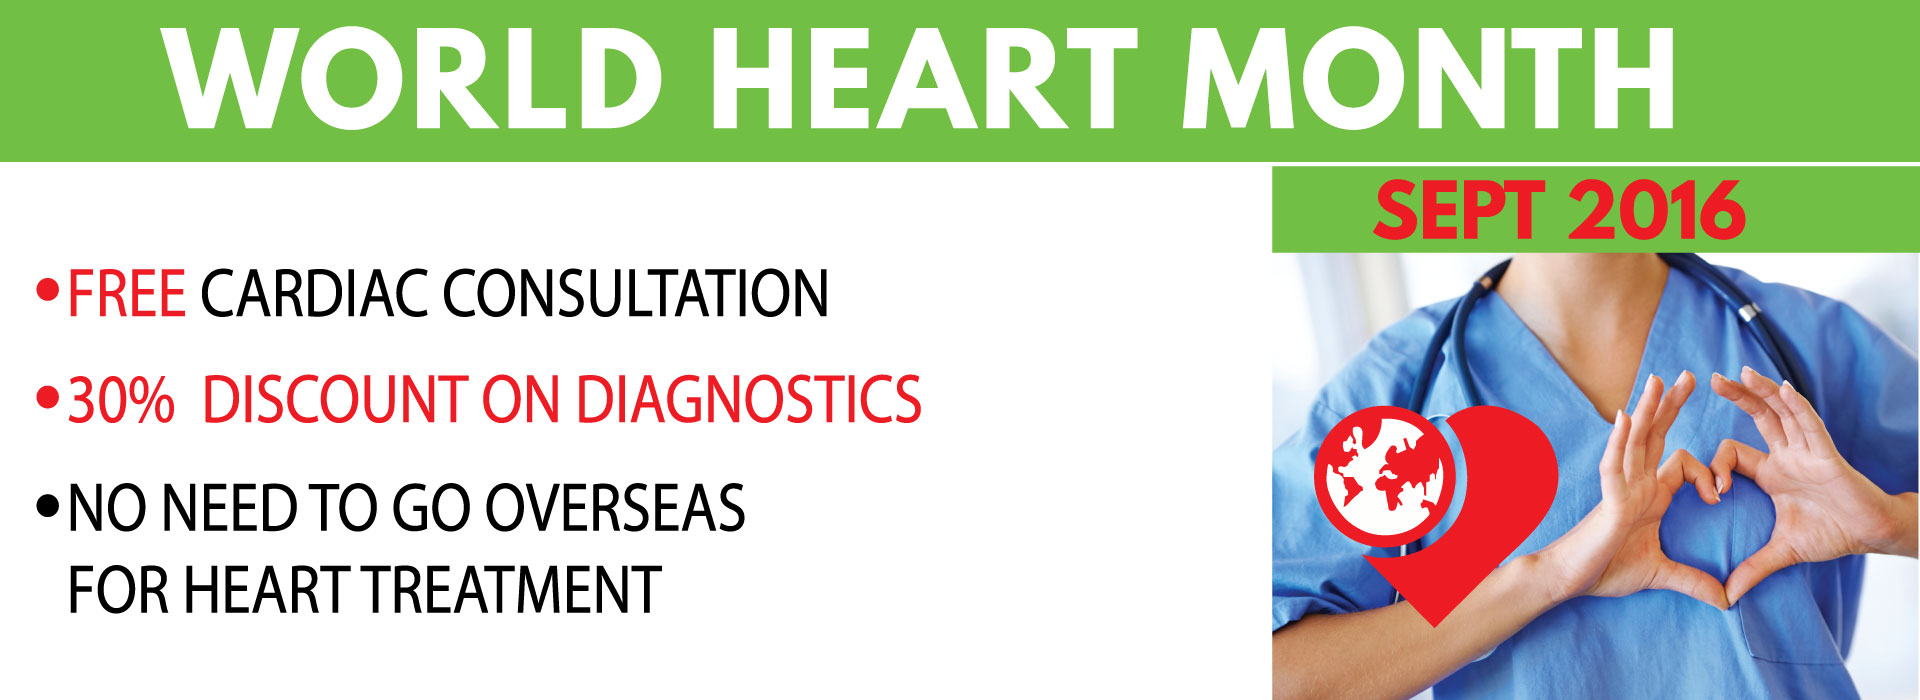 WORLD HEART MONTH
SEPT 2016
•FREE CARDIAC CONSULTATION
•30% DISCOUNT ON DIAGNOSTICS
•NO NEED TO GO OVERSEAS
FOR HEART TREATMENT